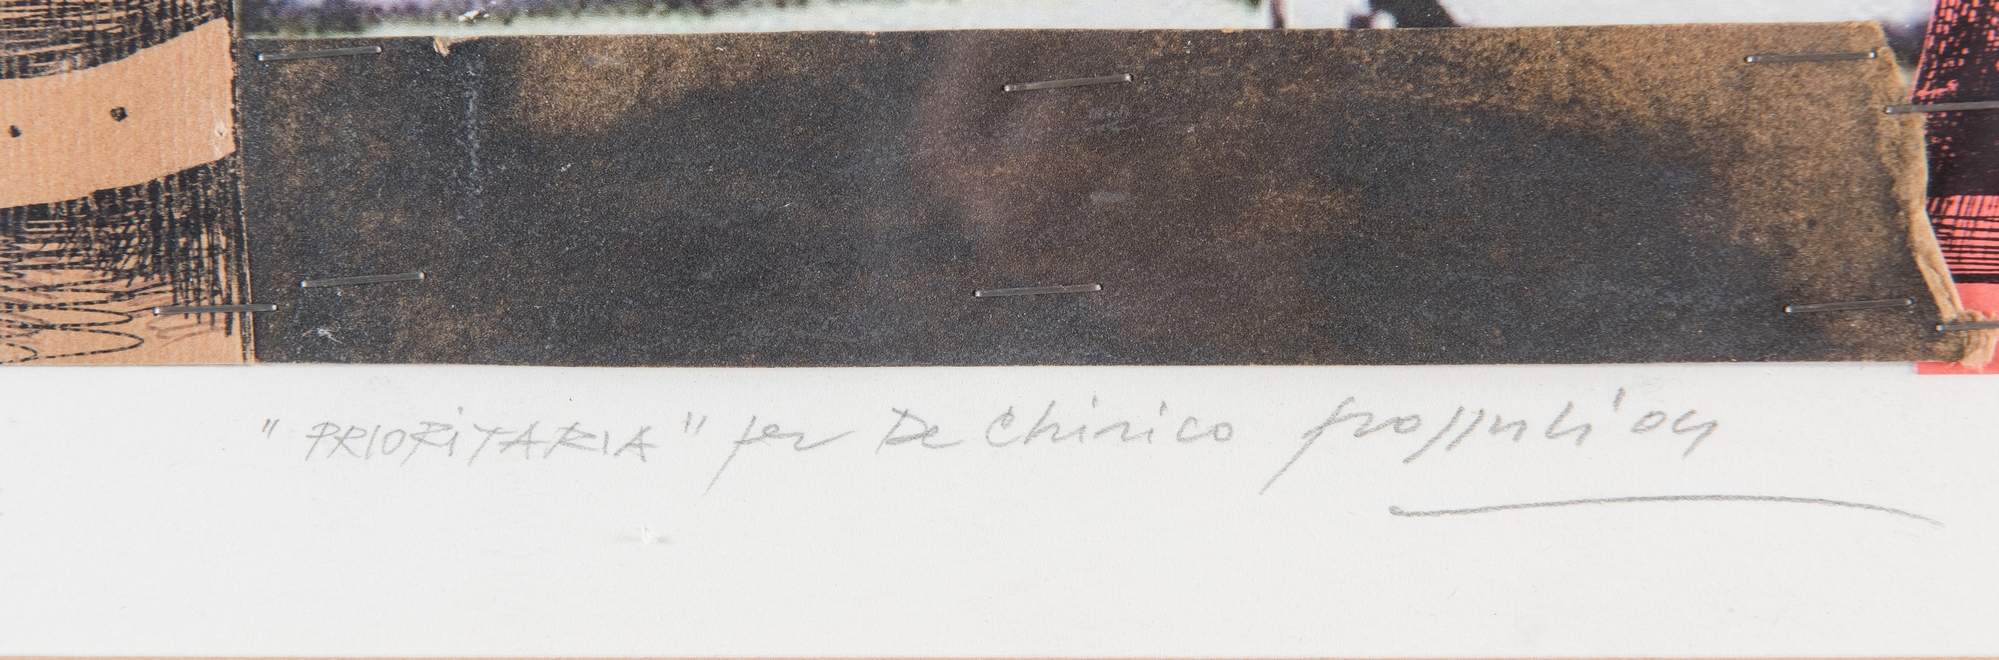 "PRIORITARIA" per De Chirico